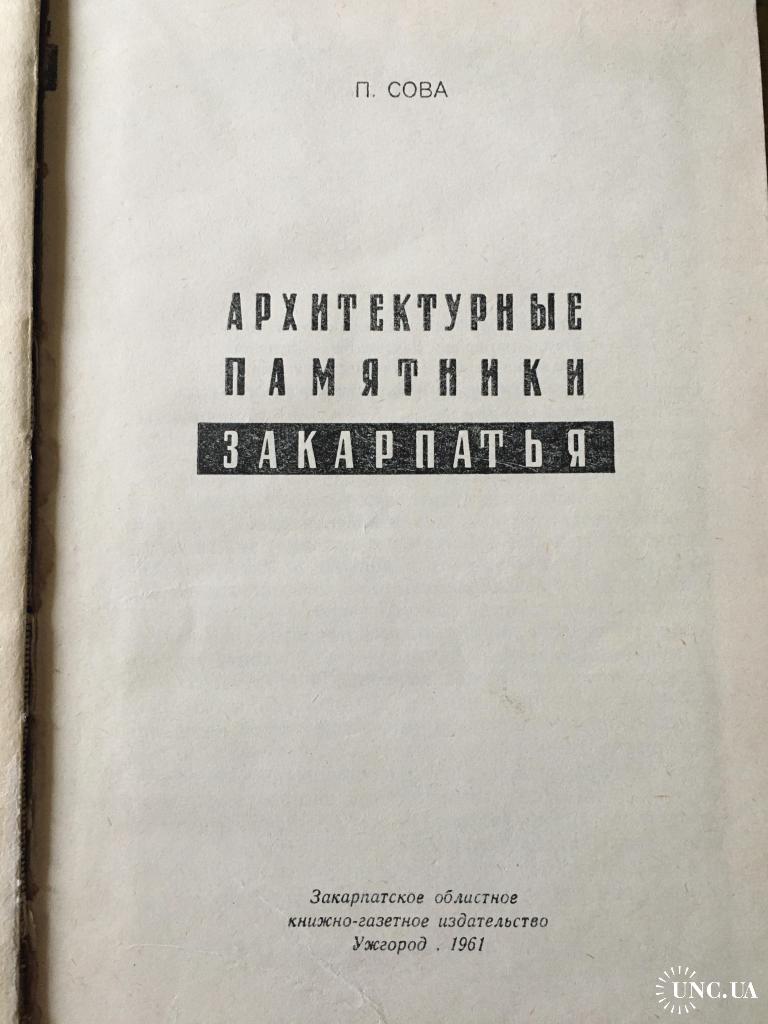 П. СОВА
АРХИТЕКТУРНЫЕ
ПАМЯТНИКИ
ЗАКАРПАТЬЯ
Закарпатское областное
книжно-газетное издательство
Ужгород . 1961
UNC.UA